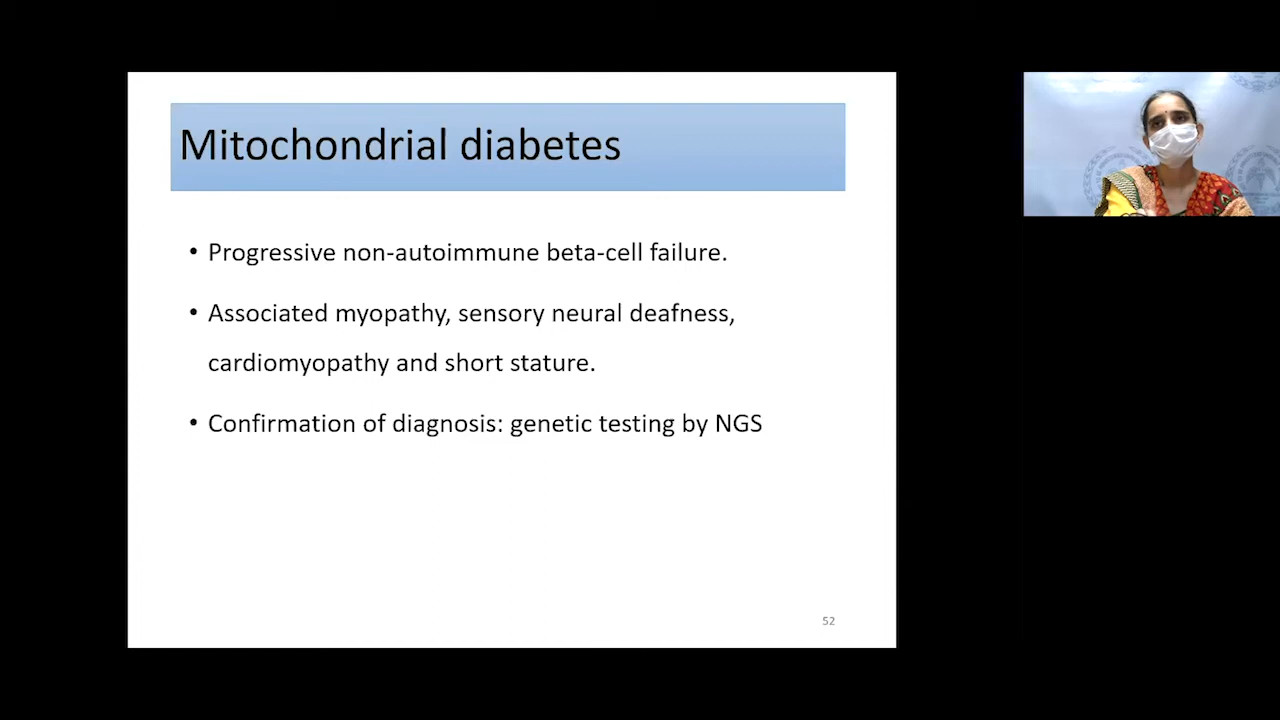 Mitochondrial diabetes
• Progressive non-autoimmune beta-cell failure.
• Associated myopathy, sensory neural deafness,
cardiomyopathy and short stature.
• Confirmation of diagnosis: genetic testing by NGS
52